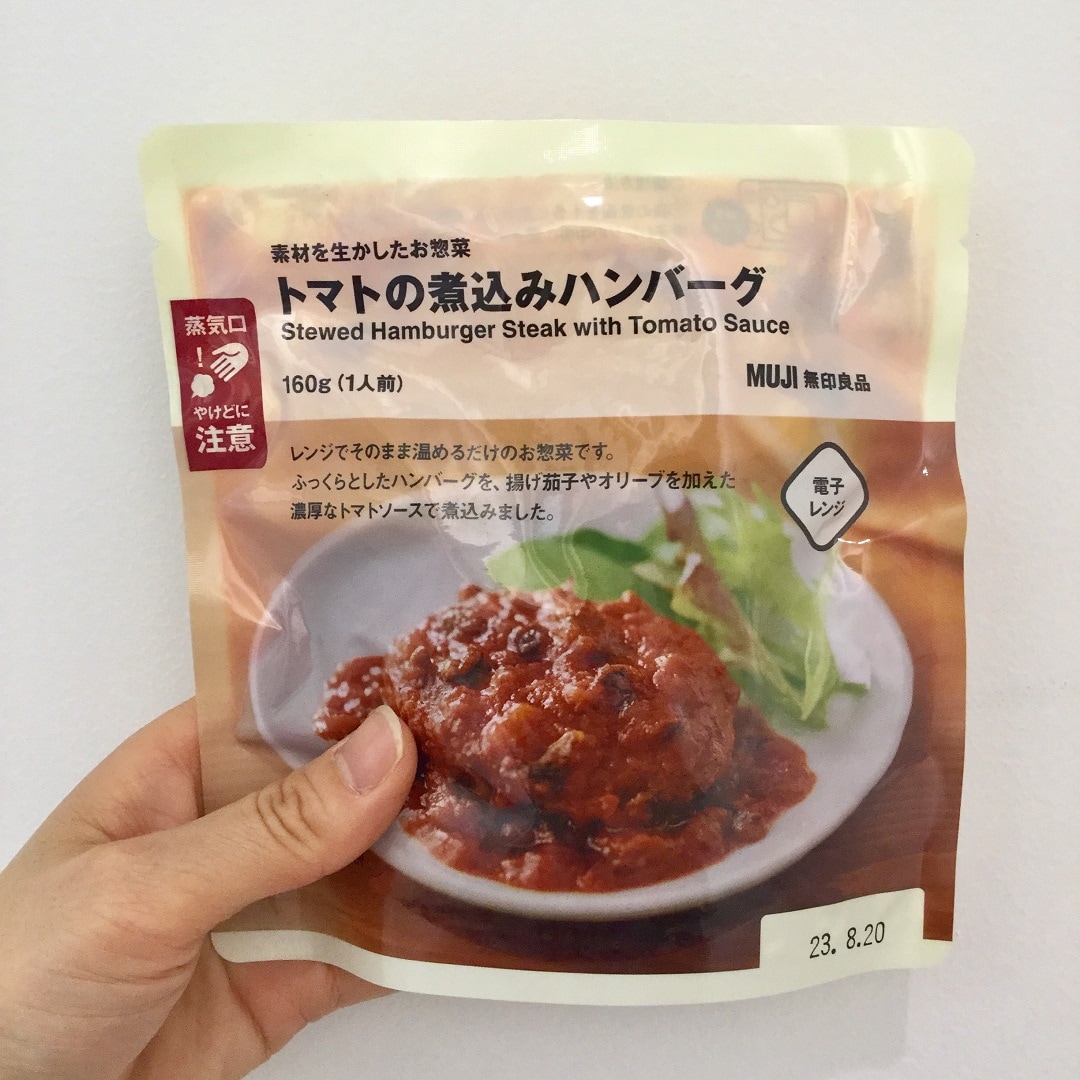 素材を生かしたお惣菜
トマトの煮込みハンバーグ
Stewed Hamburger Steak with Tomato Sauce
160g（1人前）
MUJI 無印良品
蒸気口
!
やけどに
注意
レンジでそのまま温めるだけのお惣菜です。
ふっくらとしたハンバーグを、揚げ茄子やオリーブを加えた
濃厚なトマトソースで煮込みました。
電子
レンジ
23. 8.20